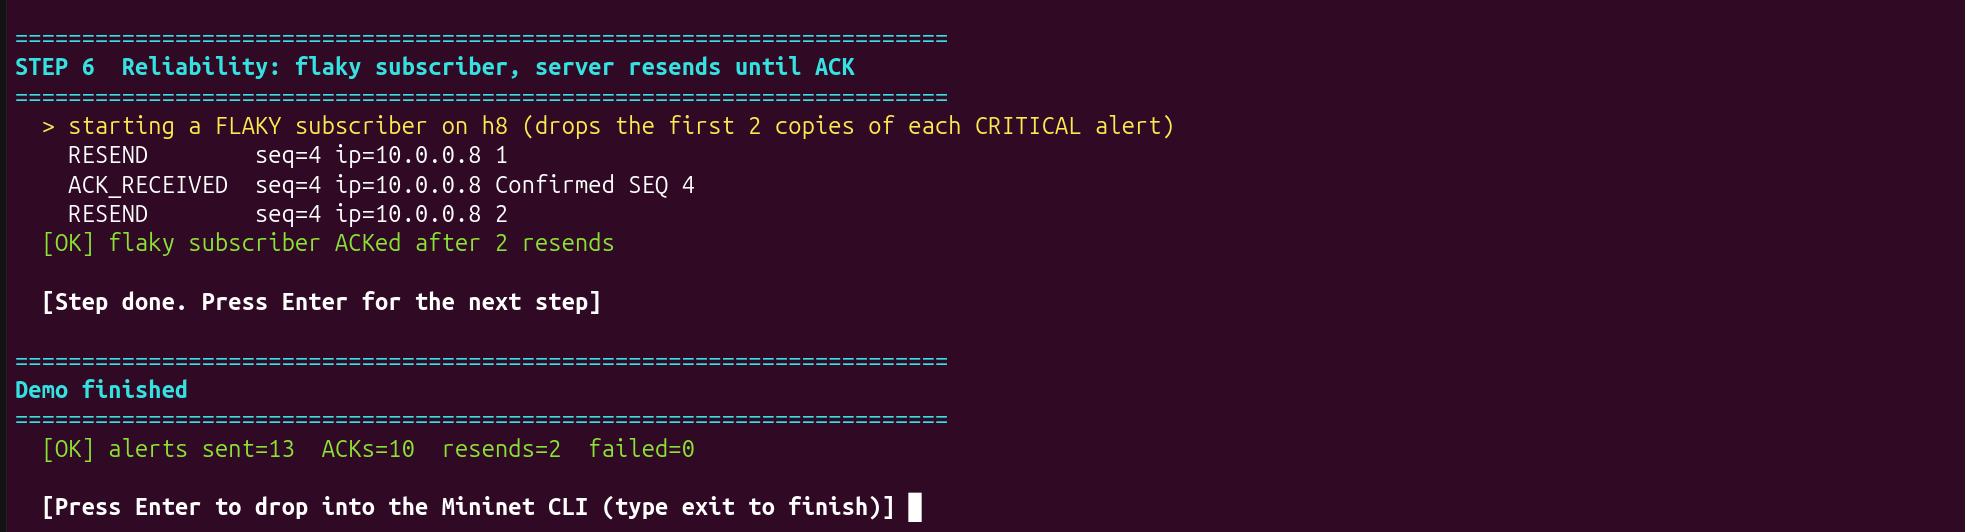 ======================================================================
STEP 6  Reliability: flaky subscriber, server resends until ACK
======================================================================
  > starting a FLAKY subscriber on h8 (drops the first 2 copies of each CRITICAL alert)
    RESEND        seq=4 ip=10.0.0.8 1
    ACK_RECEIVED  seq=4 ip=10.0.0.8 Confirmed SEQ 4
    RESEND        seq=4 ip=10.0.0.8 2
  [OK] flaky subscriber ACKed after 2 resends
  [Step done. Press Enter for the next step]
======================================================================
Demo finished
======================================================================
  [OK] alerts sent=13  ACKs=10  resends=2  failed=0
  [Press Enter to drop into the Mininet CLI (type exit to finish)]